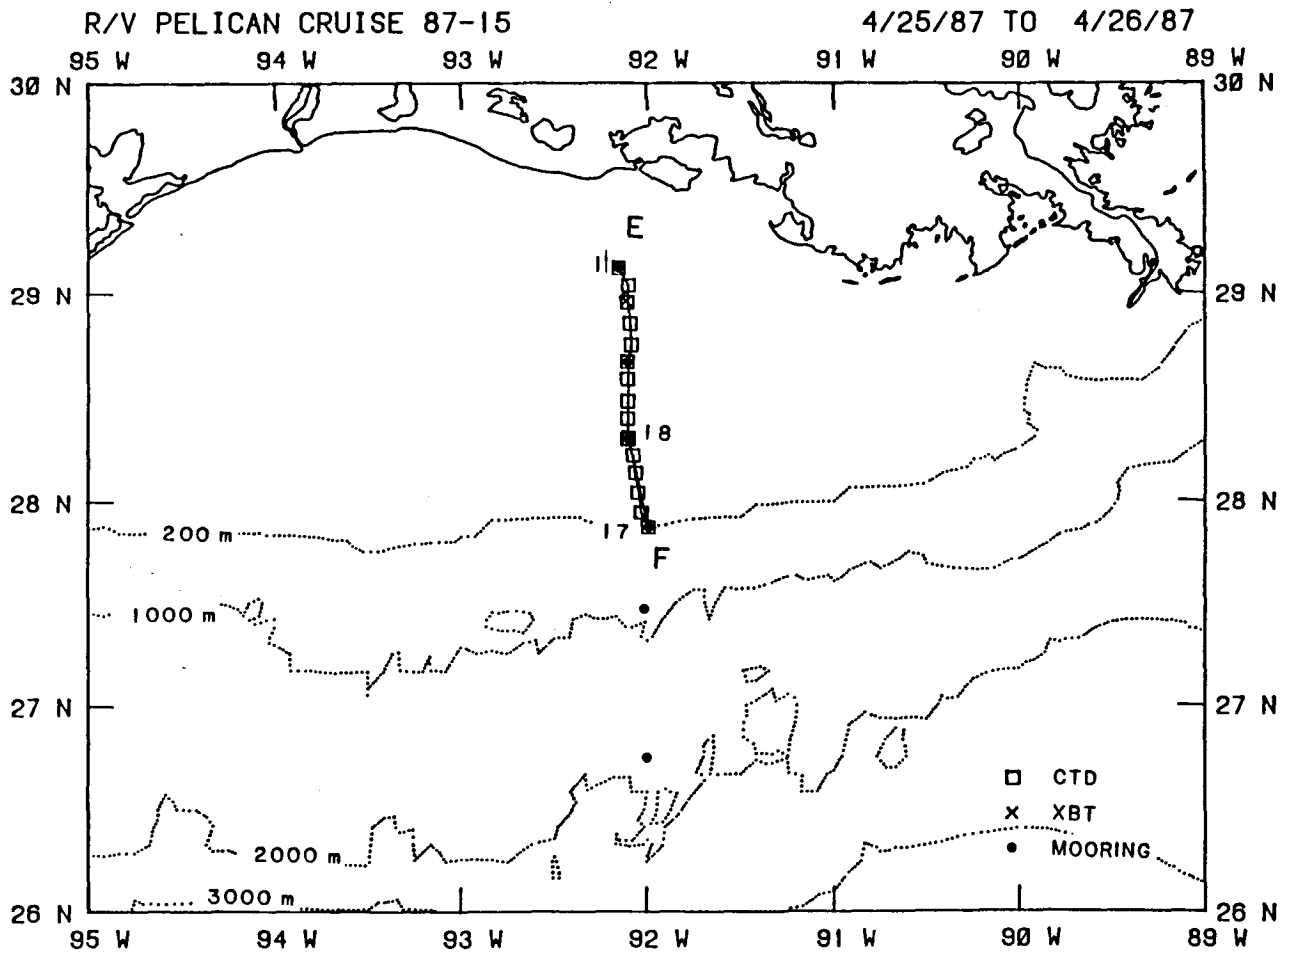 R/V PELICAN CRUISE 87-15 4/25/87 TO 4/26/87
95 W 94 W 93 W 92 W 91 W 90 W 89 W
30 N 30 N
E
11
29 N 29 N
18
28 N 28 N
200 m 17
F
1000 m
27 N 27 N
CTD
XBT
2000 m MOORING
3000 m
26 N 26 N
95 W 94 W 93 W 92 W 91 W 90 W 89 W